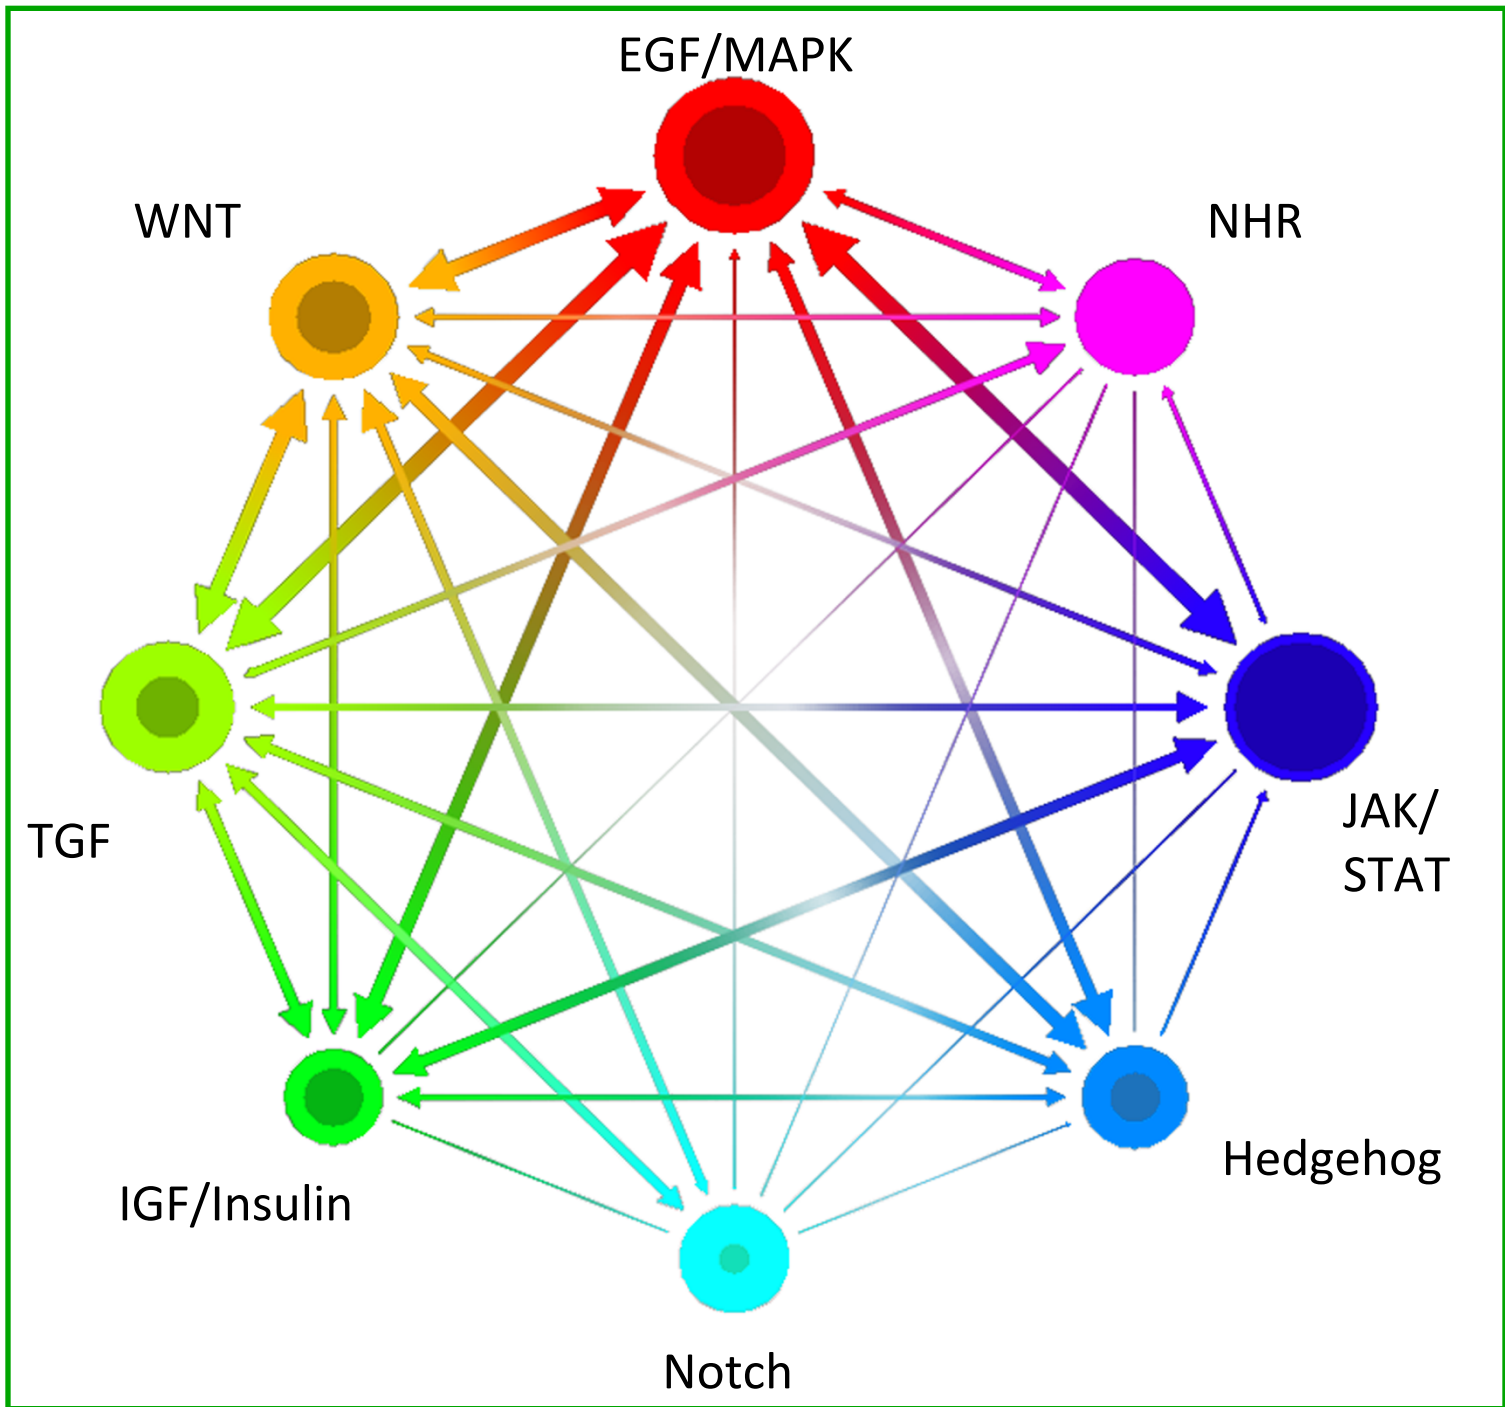 EGF/MAPK
WNT
NHR
TGF
JAK/
STAT
IGF/Insulin
Hedgehog
Notch